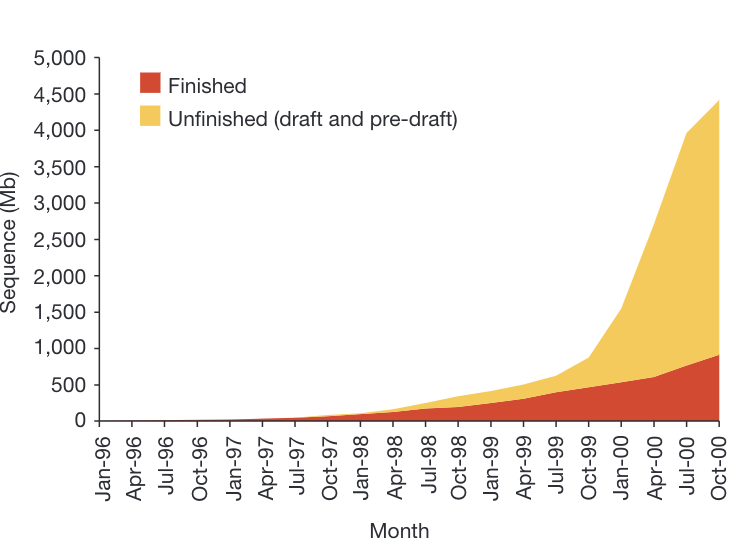 5,000
4,500
4,000
3,500
3,000
2,500
2,000
1,500
1,000
500
0
Sequence (Mb)
Finished
Unfinished (draft and pre-draft)
Jan-96
Apr-96
Jul-96
Oct-96
Jan-97
Apr-97
Jul-97
Oct-97
Jan-98
Apr-98
Jul-98
Oct-98
Jan-99
Apr-99
Jul-99
Oct-99
Jan-00
Apr-00
Jul-00
Oct-00
Month